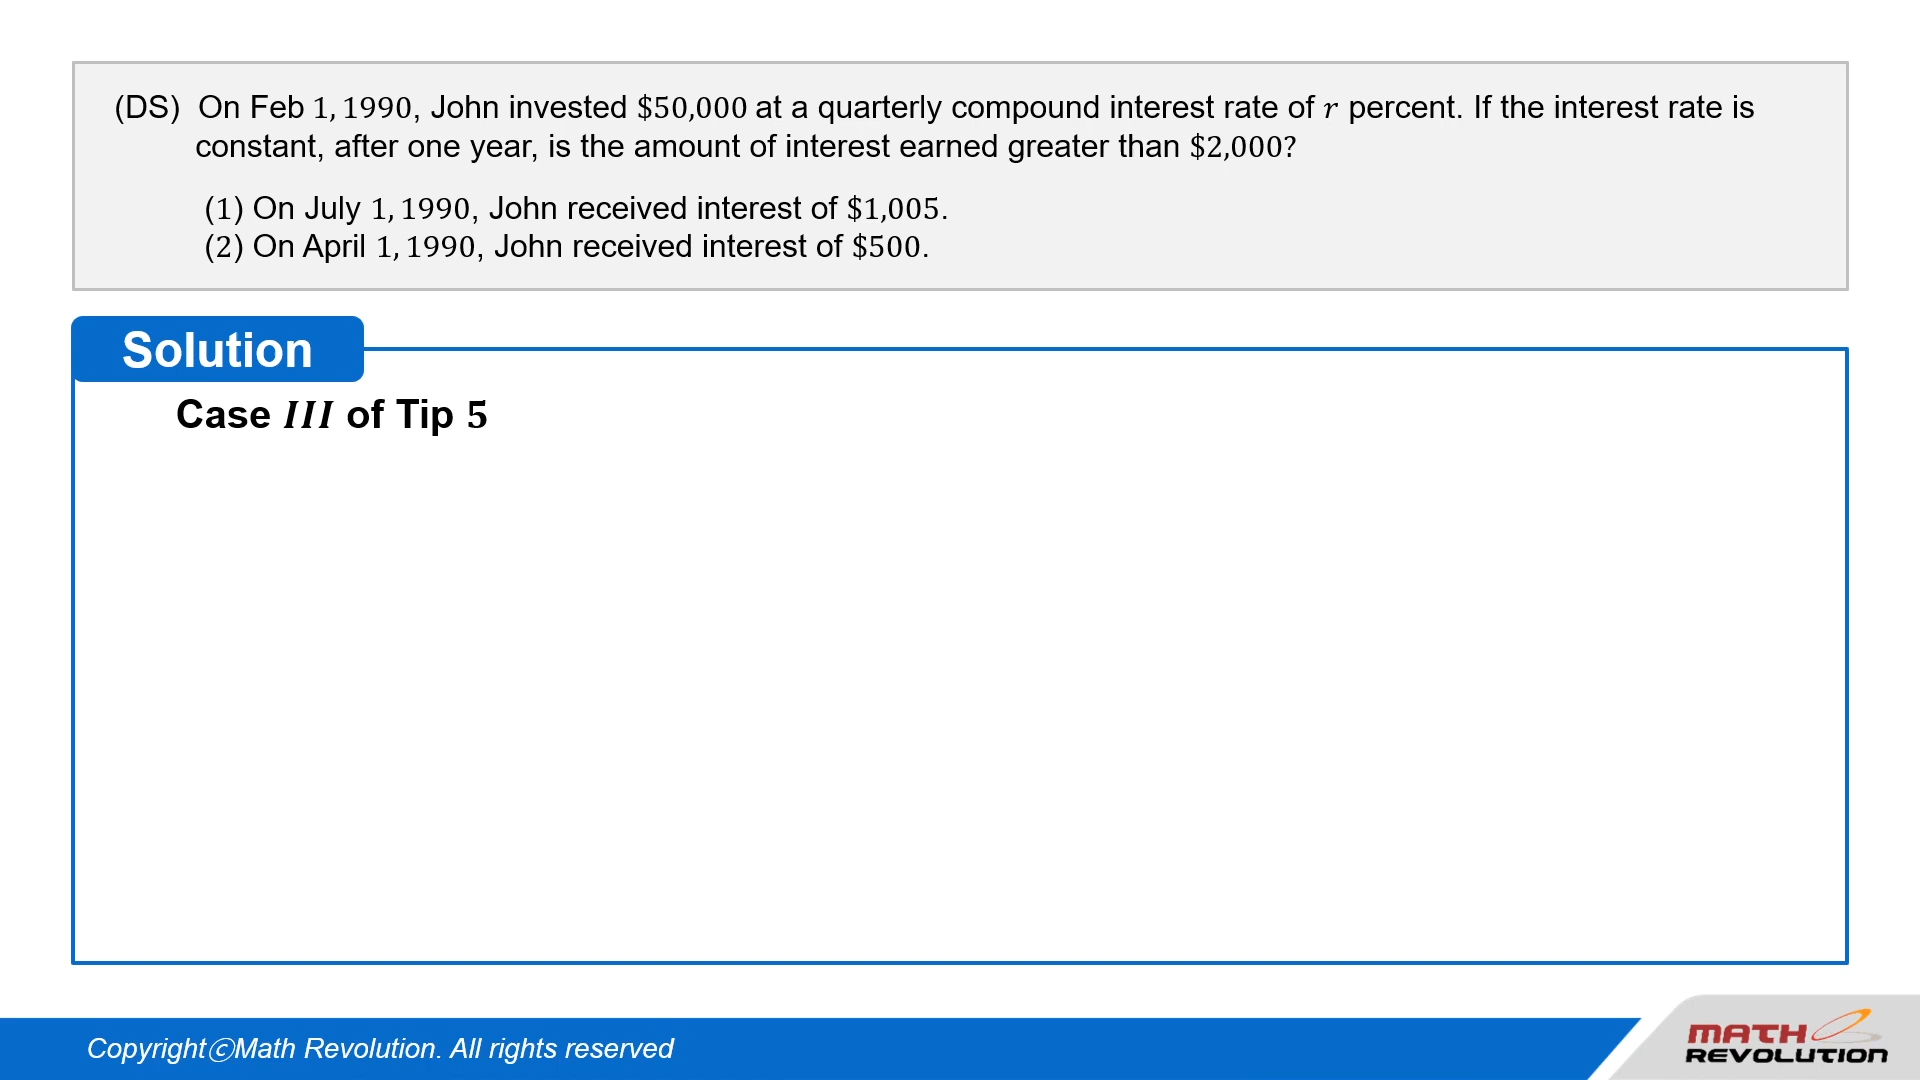 (DS) On Feb 1, 1990, John invested $50,000 at a quarterly compound interest rate of r percent. If the interest rate is
constant, after one year, is the amount of interest earned greater than $2,000?
(1) On July 1, 1990, John received interest of $1,005.
(2) On April 1, 1990, John received interest of $500.
Solution
Case III of Tip 5
CopyrightⓒMath Revolution. All rights reserved
MATH
REVOLUTION